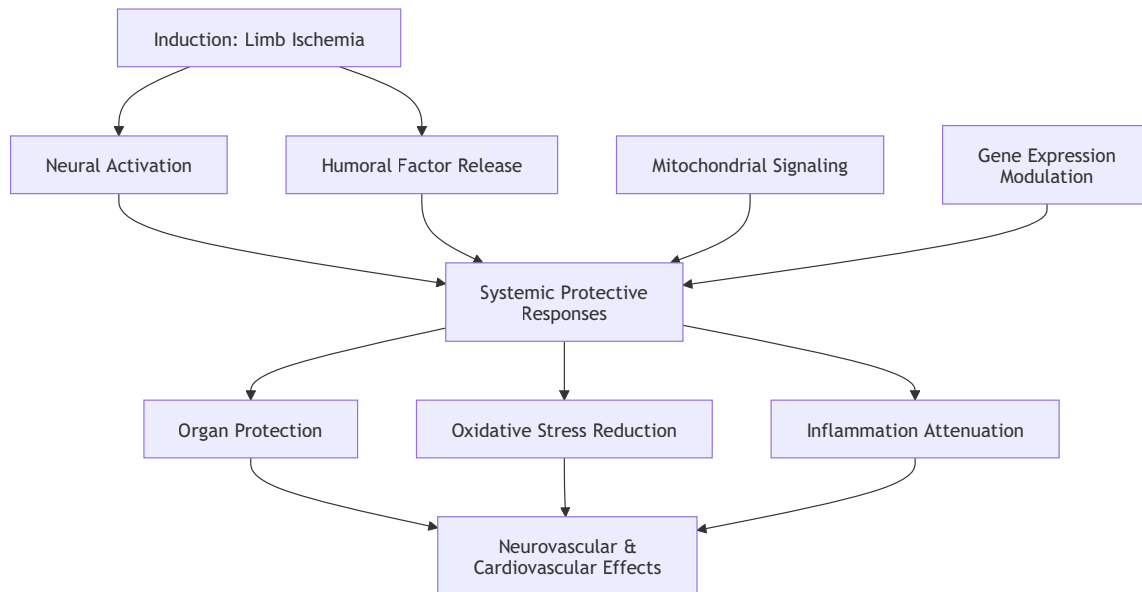 Induction: Limb Ischemia
Neural Activation
Humoral Factor Release
Mitochondrial Signaling
Gene Expression
Modulation
Systemic Protective
Responses
Organ Protection
Oxidative Stress Reduction
Inflammation Attenuation
Neurovascular &
Cardiovascular Effects